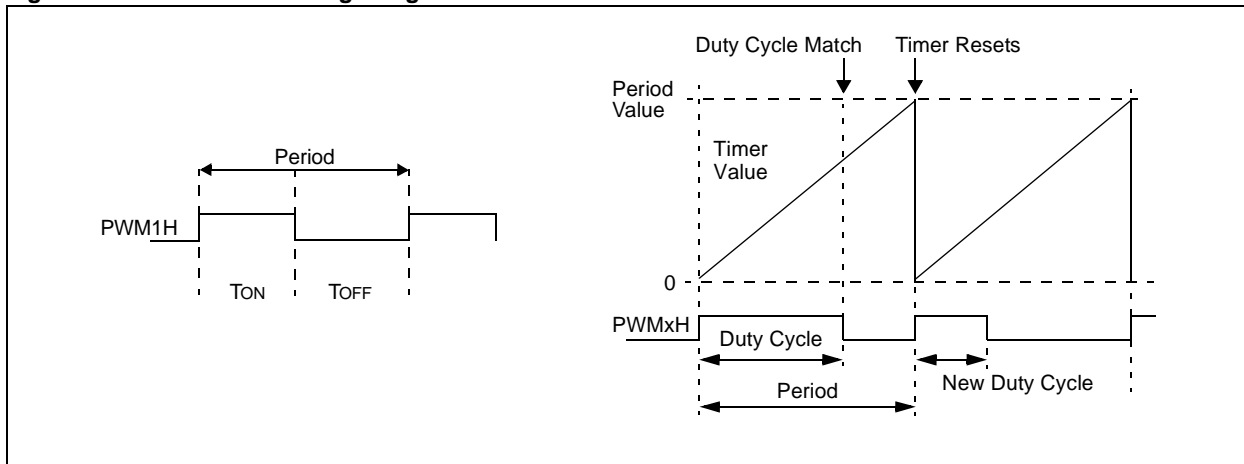 Period
PWM1H
TON
TOFF
Duty Cycle Match
Timer Resets
Period
Value
Timer
Value
0
PWMxH
Duty Cycle
New Duty Cycle
Period